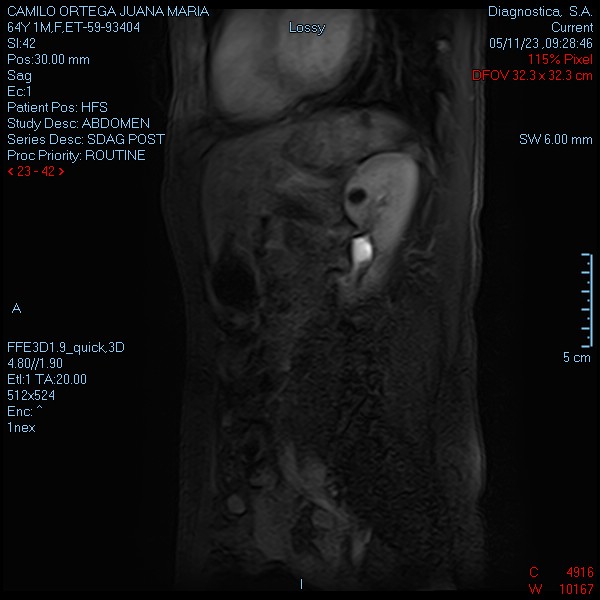 CAMILO ORTEGA JUANA MARIA
64Y 1M,F,ET-59-93404
Sl:42
Pos:30.00 mm
Sag
Ec:1
Patient Pos: HFS
Study Desc: ABDOMEN
Series Desc: SDAG POST
Proc Priority: ROUTINE
< 23 - 42 >
Lossy
Diagnostica, S.A.
Current
05/11/23 ,09:28:46
115% Pixel
DFOV 32.3 x 32.3 cm
SW 6.00 mm
A
5 cm
FFE3D1.9_quick,3D
4.80//1.90
Etl:1 TA:20.00
512x524
Enc: ^
1nex
I
C 4916
W 10167